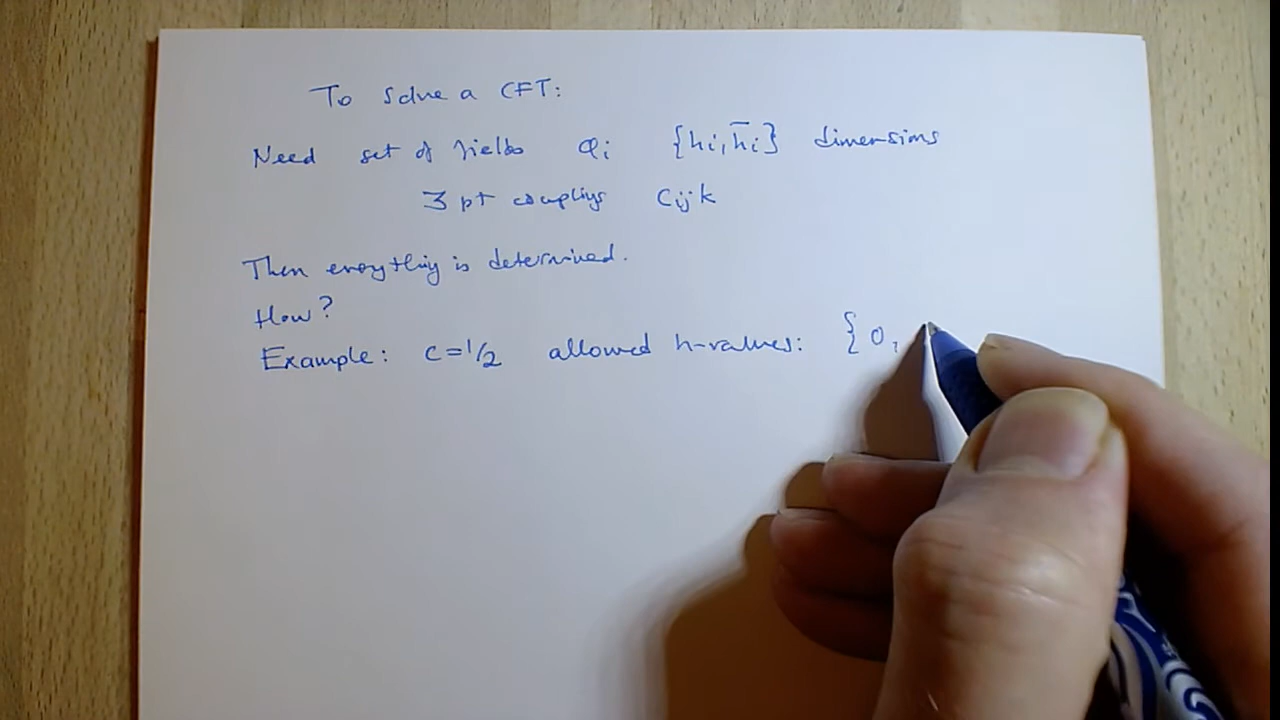 To solve a CFT:
Need set of fields φi {hi, h̄i} dimensions
3 pt couplings Cijk
Then everything is determined.
How?
Example: c=1/2 allowed h-values: { 0,